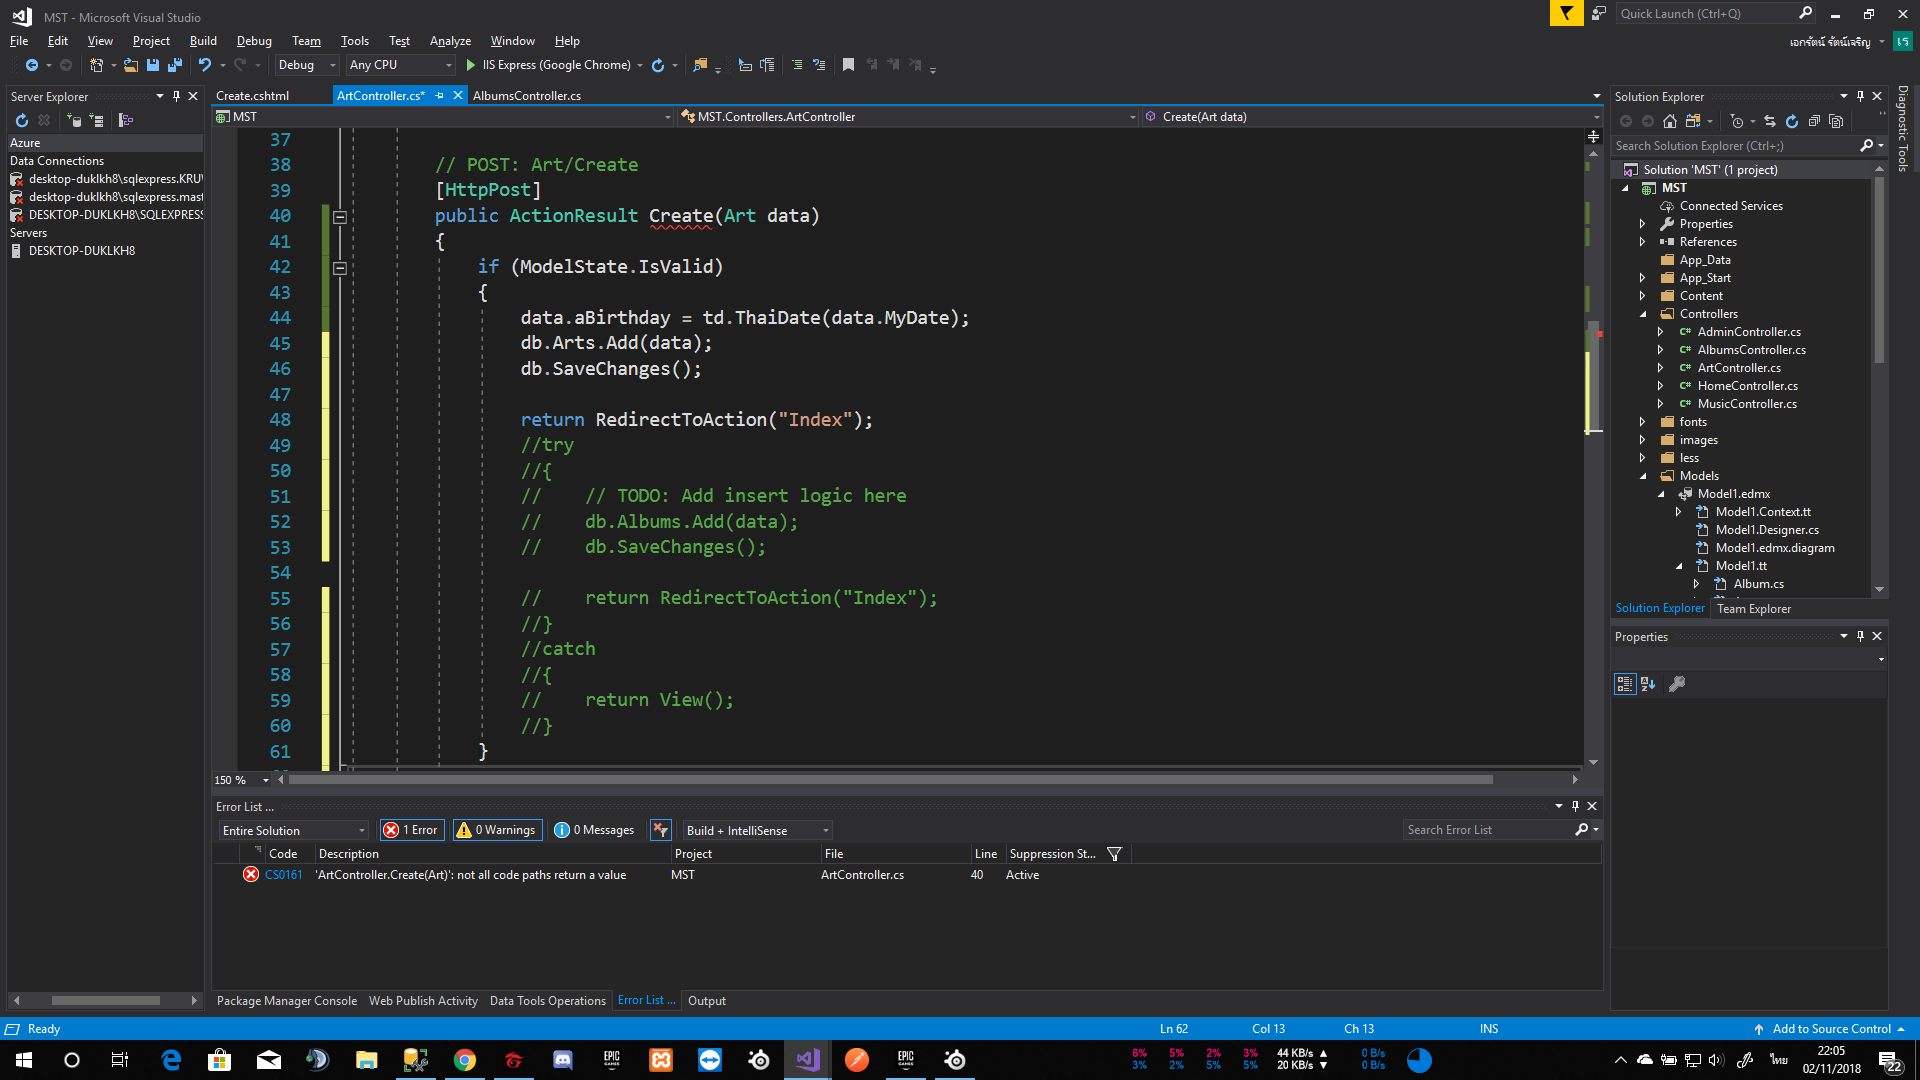 MST - Microsoft Visual Studio
Quick Launch (Ctrl+Q)
File Edit View Project Build Debug Team Tools Test Analyze Window Help
เอกรัตน์ รัตน์เจริญ
เร
Debug Any CPU IIS Express (Google Chrome)
Server Explorer
Azure
Data Connections
desktop-duklkh8\sqlexpress.KRU
desktop-duklkh8\sqlexpress.mast
DESKTOP-DUKLKH8\SQLEXPRESS
Servers
DESKTOP-DUKLKH8
Create.cshtml ArtController.cs* AlbumsController.cs
MST MST.Controllers.ArtController Create(Art data)
37
38 // POST: Art/Create
39 [HttpPost]
40 public ActionResult Create(Art data)
41 {
42 if (ModelState.IsValid)
43 {
44 data.aBirthday = td.ThaiDate(data.MyDate);
45 db.Arts.Add(data);
46 db.SaveChanges();
47
48 return RedirectToAction("Index");
49 //try
50 //{
51 // // TODO: Add insert logic here
52 // db.Albums.Add(data);
53 // db.SaveChanges();
54
55 // return RedirectToAction("Index");
56 //}
57 //catch
58 //{
59 // return View();
60 //}
61 }
150 %
Error List ...
Entire Solution 1 Error 0 Warnings 0 Messages Build + IntelliSense Search Error List
Code Description Project File Line Suppression St...
CS0161 'ArtController.Create(Art)': not all code paths return a value MST ArtController.cs 40 Active
Package Manager Console Web Publish Activity Data Tools Operations Error List ... Output
Solution Explorer
Search Solution Explorer (Ctrl+;)
Solution 'MST' (1 project)
MST
Connected Services
Properties
References
App_Data
App_Start
Content
Controllers
C# AdminController.cs
C# AlbumsController.cs
C# ArtController.cs
C# HomeController.cs
C# MusicController.cs
fonts
images
less
Models
Model1.edmx
Model1.Context.tt
Model1.Designer.cs
Model1.edmx.diagram
Model1.tt
Album.cs
Solution Explorer Team Explorer
Properties
Diagnostic Tools
Ready Ln 62 Col 13 Ch 13 INS Add to Source Control
EPIC GAMES
EPIC GAMES
6% 5% 2% 3% 44 KB/s 0 B/s
3% 2% 5% 5% 20 KB/s 0 B/s
ไทย
22:05
02/11/2018
22